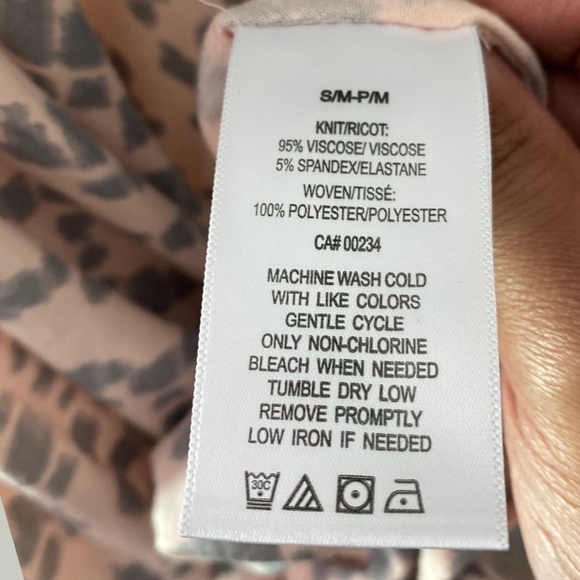 S/M-P/M
KNIT/RICOT:
95% VISCOSE/ VISCOSE
5% SPANDEX/ELASTANE
WOVEN/TISSÉ:
100% POLYESTER/POLYESTER
CA# 00234
MACHINE WASH COLD
WITH LIKE COLORS
GENTLE CYCLE
ONLY NON-CHLORINE
BLEACH WHEN NEEDED
TUMBLE DRY LOW
REMOVE PROMPTLY
LOW IRON IF NEEDED
30C